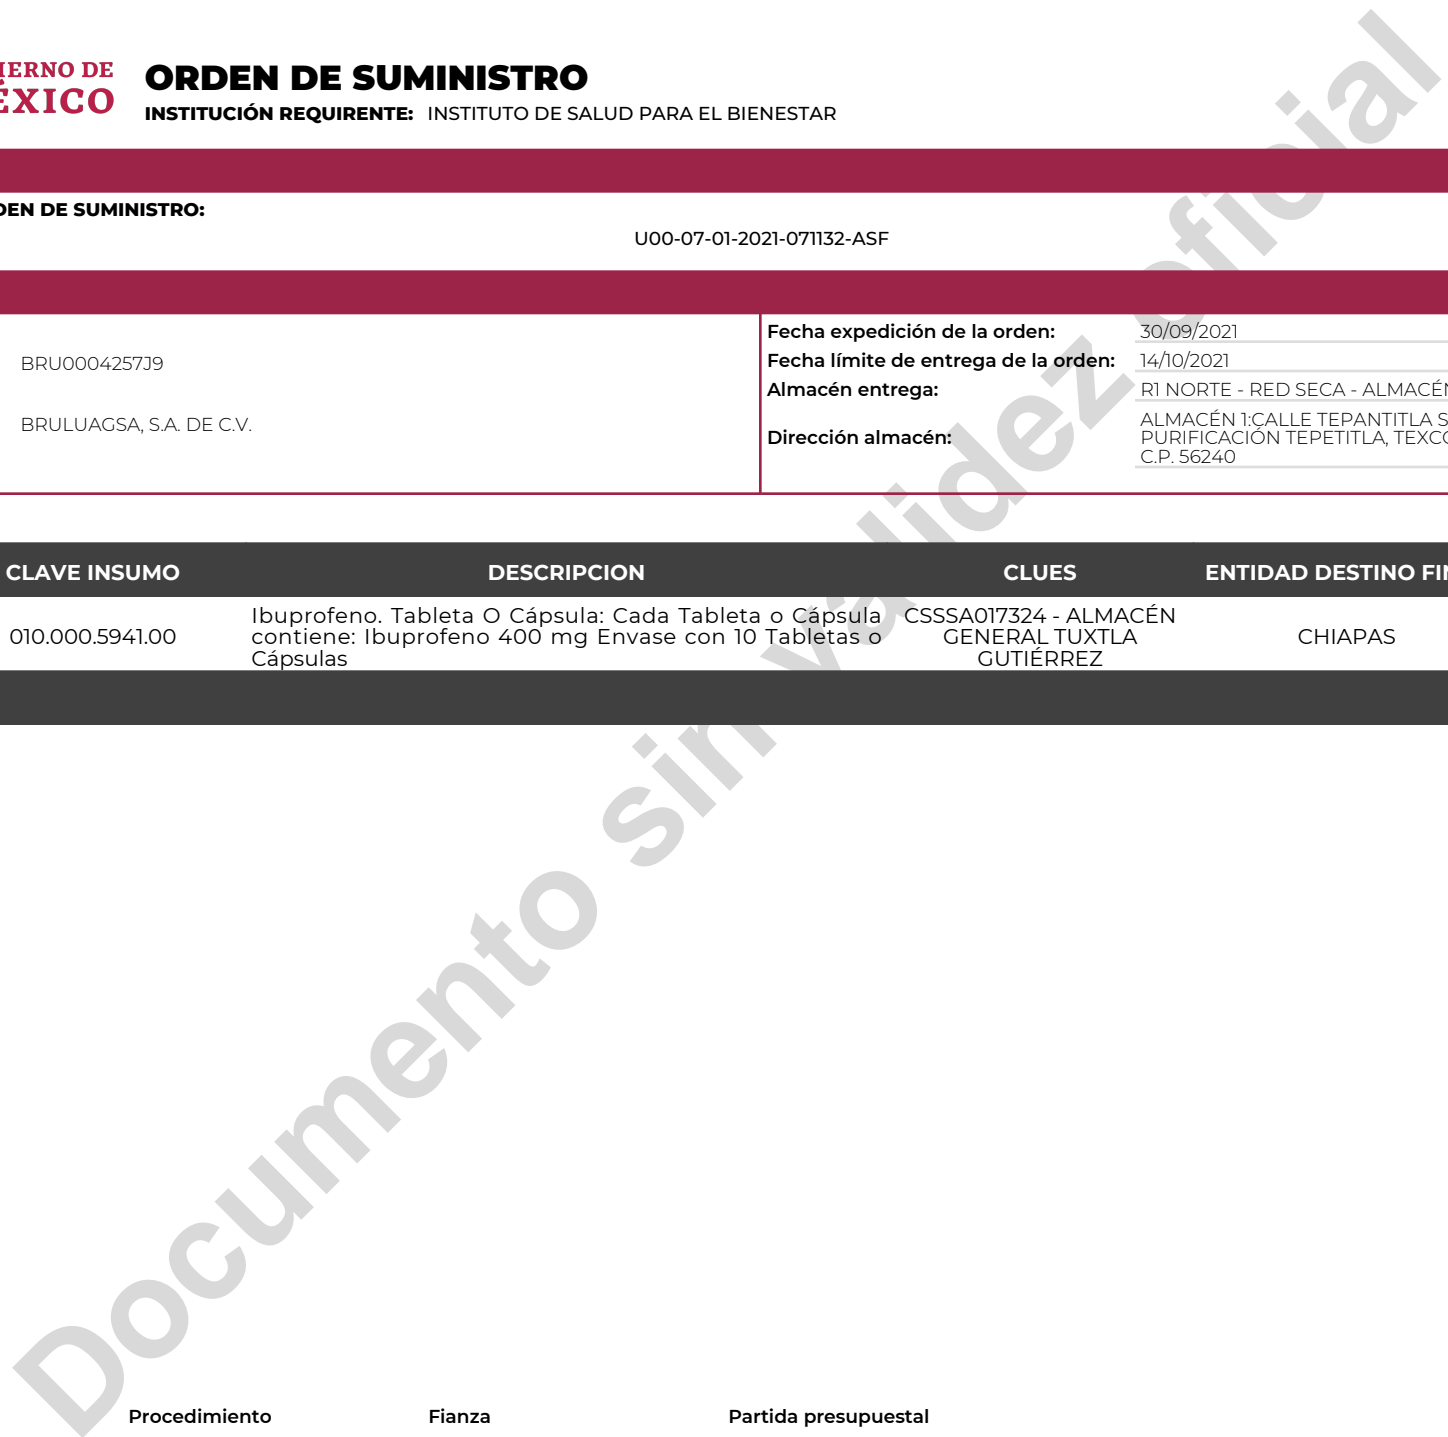 IERNO DE
ÉXICO
ORDEN DE SUMINISTRO
INSTITUCIÓN REQUIRENTE: INSTITUTO DE SALUD PARA EL BIENESTAR
DEN DE SUMINISTRO:
U00-07-01-2021-071132-ASF
BRU0004257J9
BRULUAGSA, S.A. DE C.V.
Fecha expedición de la orden: 30/09/2021
Fecha límite de entrega de la orden: 14/10/2021
Almacén entrega: R1 NORTE - RED SECA - ALMACÉN
Dirección almacén:
ALMACÉN 1:CALLE TEPANTITLA S
PURIFICACIÓN TEPETITLA, TEXCO
C.P. 56240
CLAVE INSUMO DESCRIPCION CLUES ENTIDAD DESTINO FIN
010.000.5941.00
Ibuprofeno. Tableta O Cápsula: Cada Tableta o Cápsula
contiene: Ibuprofeno 400 mg Envase con 10 Tabletas o
Cápsulas
CSSSA017324 - ALMACÉN
GENERAL TUXTLA
GUTIÉRREZ
CHIAPAS
Documento sin validez oficial
Procedimiento Fianza Partida presupuestal